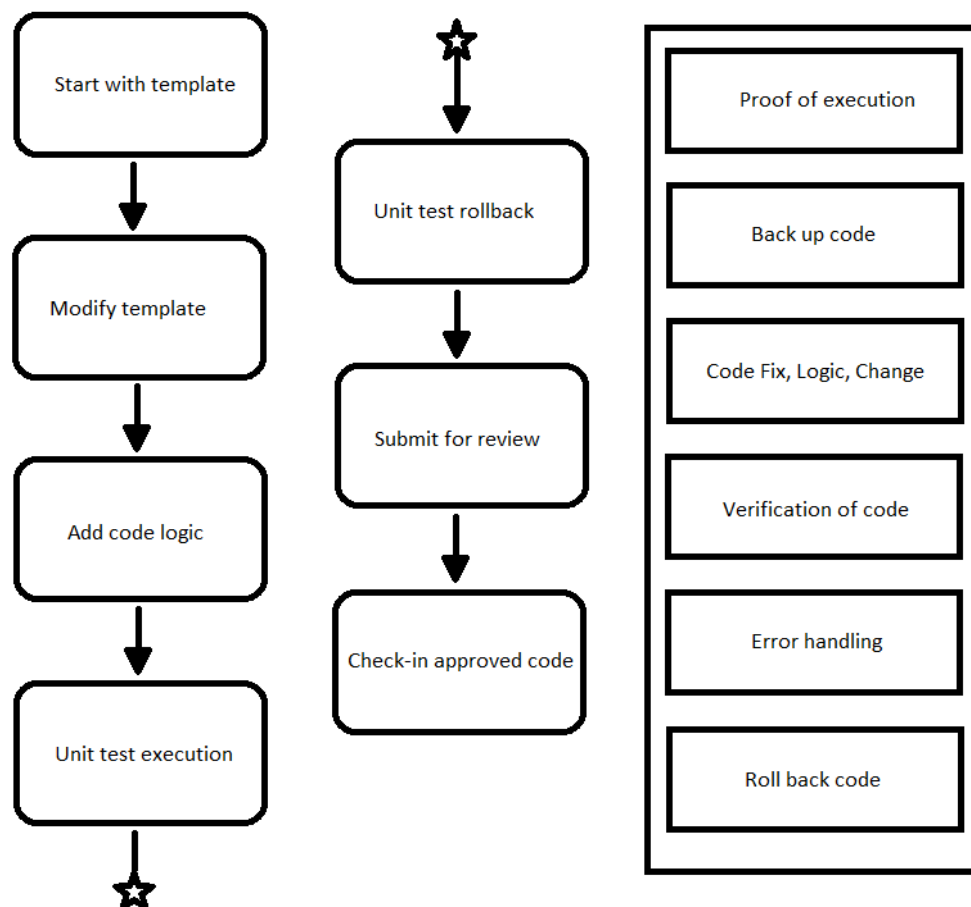 Start with template
Modify template
Add code logic
Unit test execution
Unit test rollback
Submit for review
Check-in approved code
Proof of execution
Back up code
Code Fix, Logic, Change
Verification of code
Error handling
Roll back code